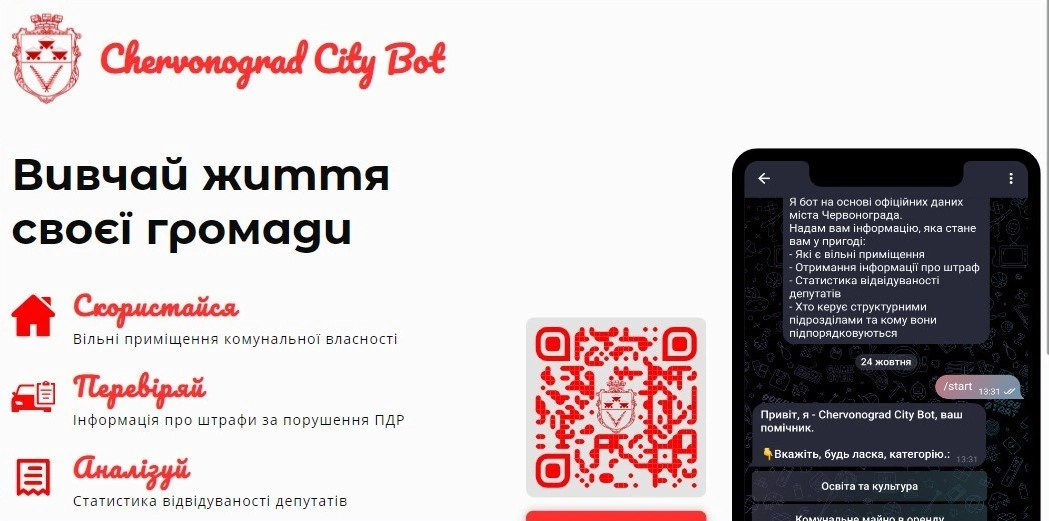 Chervonograd City Bot
Вивчай життя
своєї громади
Скористайся
Вільні приміщення комунальної власності
Перевіряй
Інформація про штрафи за порушення ПДР
Аналізуй
Статистика відвідуваності депутатів
Я бот на основі офіційних даних
міста Червонограда.
Надам вам інформацію, яка стане
вам у пригоді:
- Які є вільні приміщення
- Отримання інформації про штраф
- Статистика відвідуваності
депутатів
- Хто керує структурними
підрозділами та кому вони
підпорядковуються
24 жовтня
/start 13:31
Привіт, я - Chervonograd City Bot, ваш
помічник.
👇Вкажіть, будь ласка, категорію.: 13:31
Освіта та культура
Комунальне майно в оренду